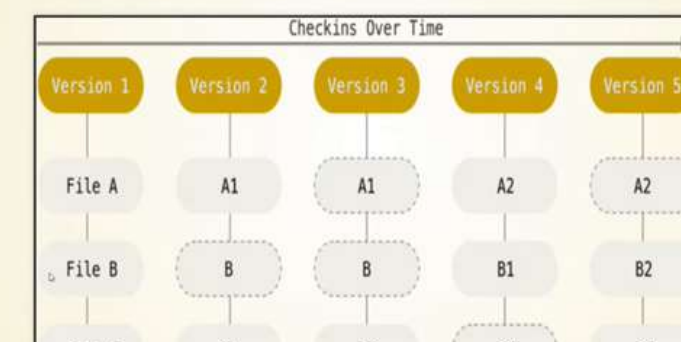 Checkins Over Time
Version 1 Version 2 Version 3 Version 4 Version 5
File A A1 A1 A2 A2
File B B B B1 B2